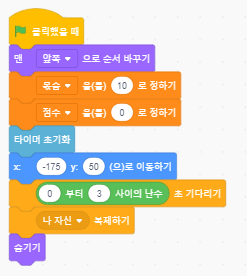 클릭했을 때
맨 앞쪽 으로 순서 바꾸기
목숨 을(를) 10 로 정하기
점수 을(를) 0 로 정하기
타이머 초기화
x: -175 y: 50 (으)로 이동하기
0 부터 3 사이의 난수 초 기다리기
나 자신 복제하기
숨기기